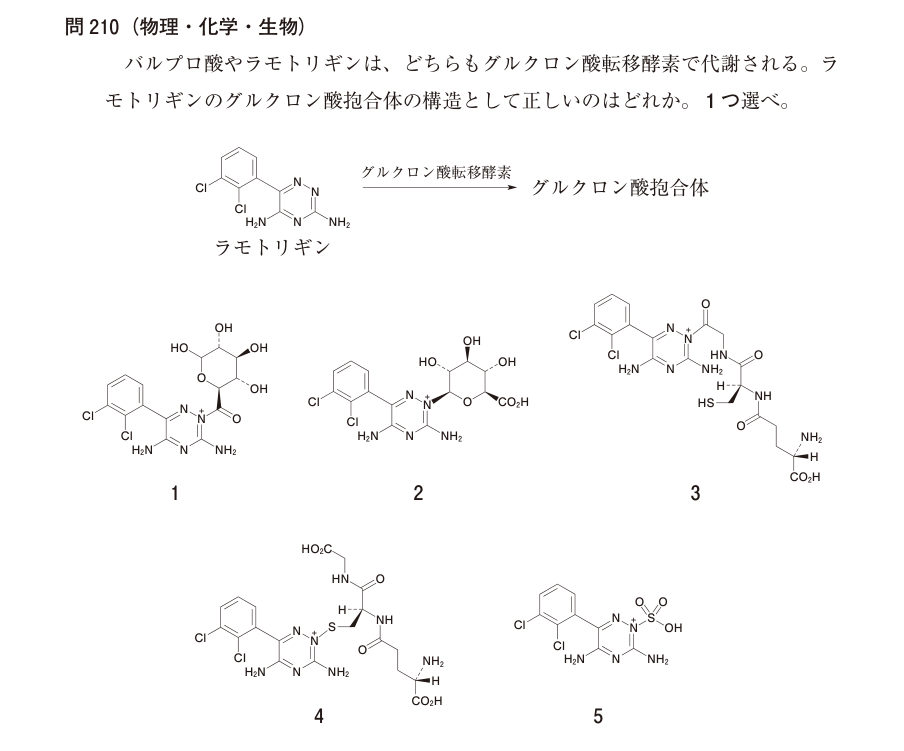 問 210（物理・化学・生物）
バルプロ酸やラモトリギンは、どちらもグルクロン酸転移酵素で代謝される。ラ
モトリギンのグルクロン酸抱合体の構造として正しいのはどれか。1つ選べ。
グルクロン酸転移酵素
グルクロン酸抱合体
Cl
Cl
N
N
N
H₂N
NH₂
ラモトリギン
OH
HO
OH
O
OH
N
N
+
O
N
Cl
Cl
H₂N
NH₂
1
OH
HO
OH
O
CO₂H
N
N
+
N
Cl
Cl
H₂N
NH₂
2
O
N
N
+
N
Cl
Cl
H₂N
NH₂
NH
O
H
HS
NH
O
NH₂
H
CO₂H
3
HO₂C
HN
O
H
S
NH
O
N
N
+
N
Cl
Cl
H₂N
NH₂
NH₂
H
CO₂H
4
O
O
S
OH
N
N
+
N
Cl
Cl
H₂N
NH₂
5